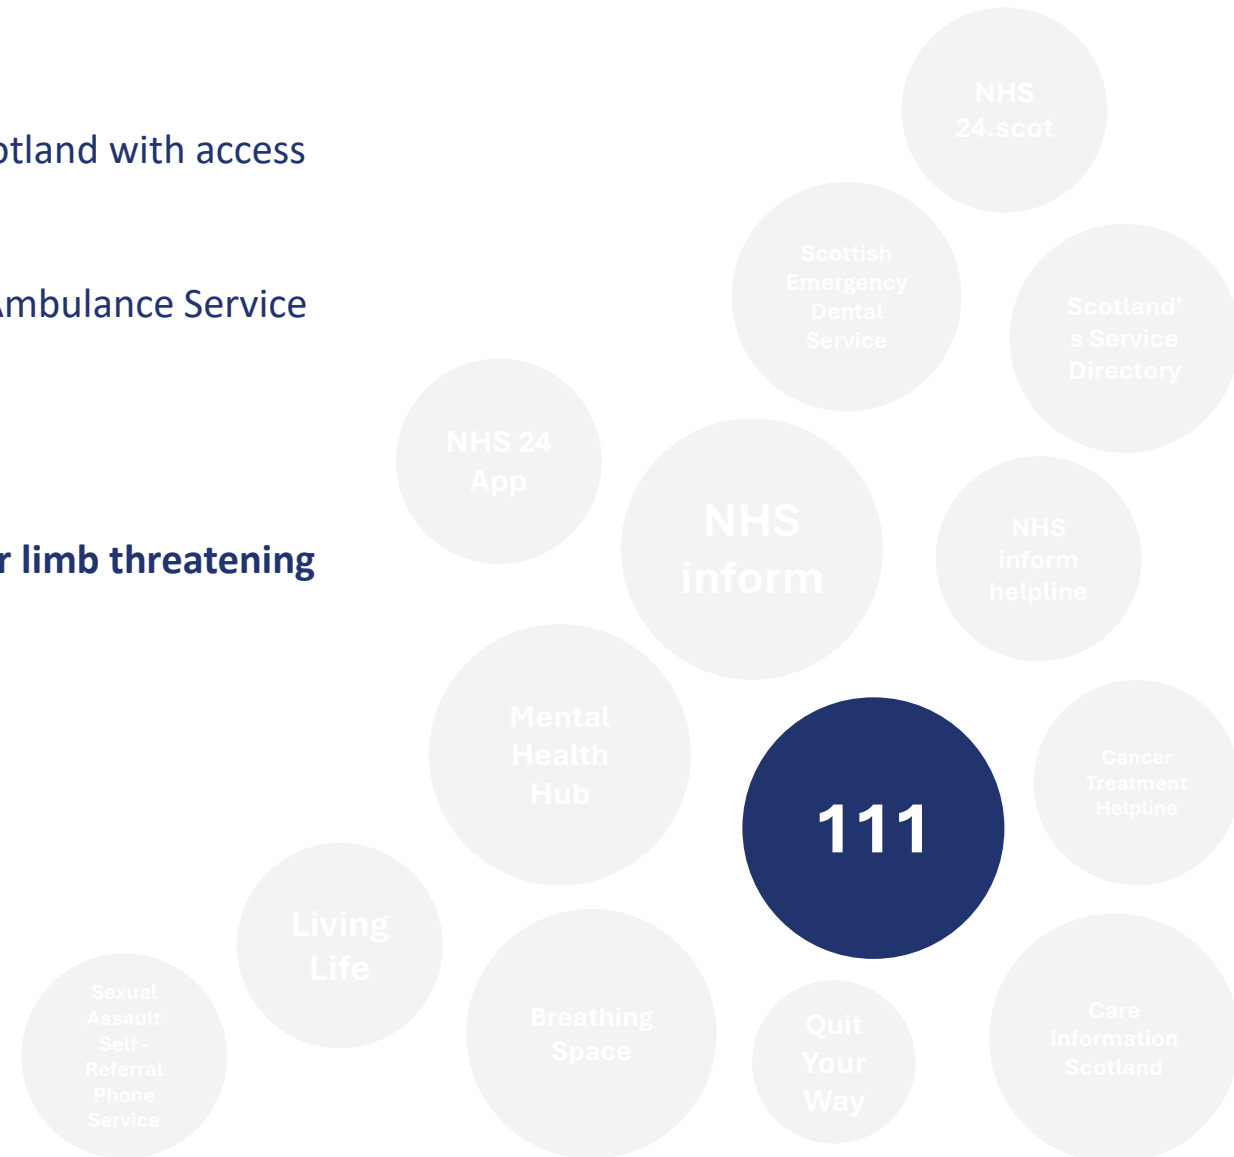 otland with access
Ambulance Service
r limb threatening
NHS
24.scot
Scottish
Emergency
Dental
Service
Scotland'
s Service
Directory
NHS 24
App
NHS
inform
NHS
inform
helpline
Mental
Health
Hub
111
Cancer
Treatment
Helpline
Living
Life
Sexual
Assault
Self -
Referral
Phone
Service
Breathing
Space
Quit
Your
Way
Care
Information
Scotland